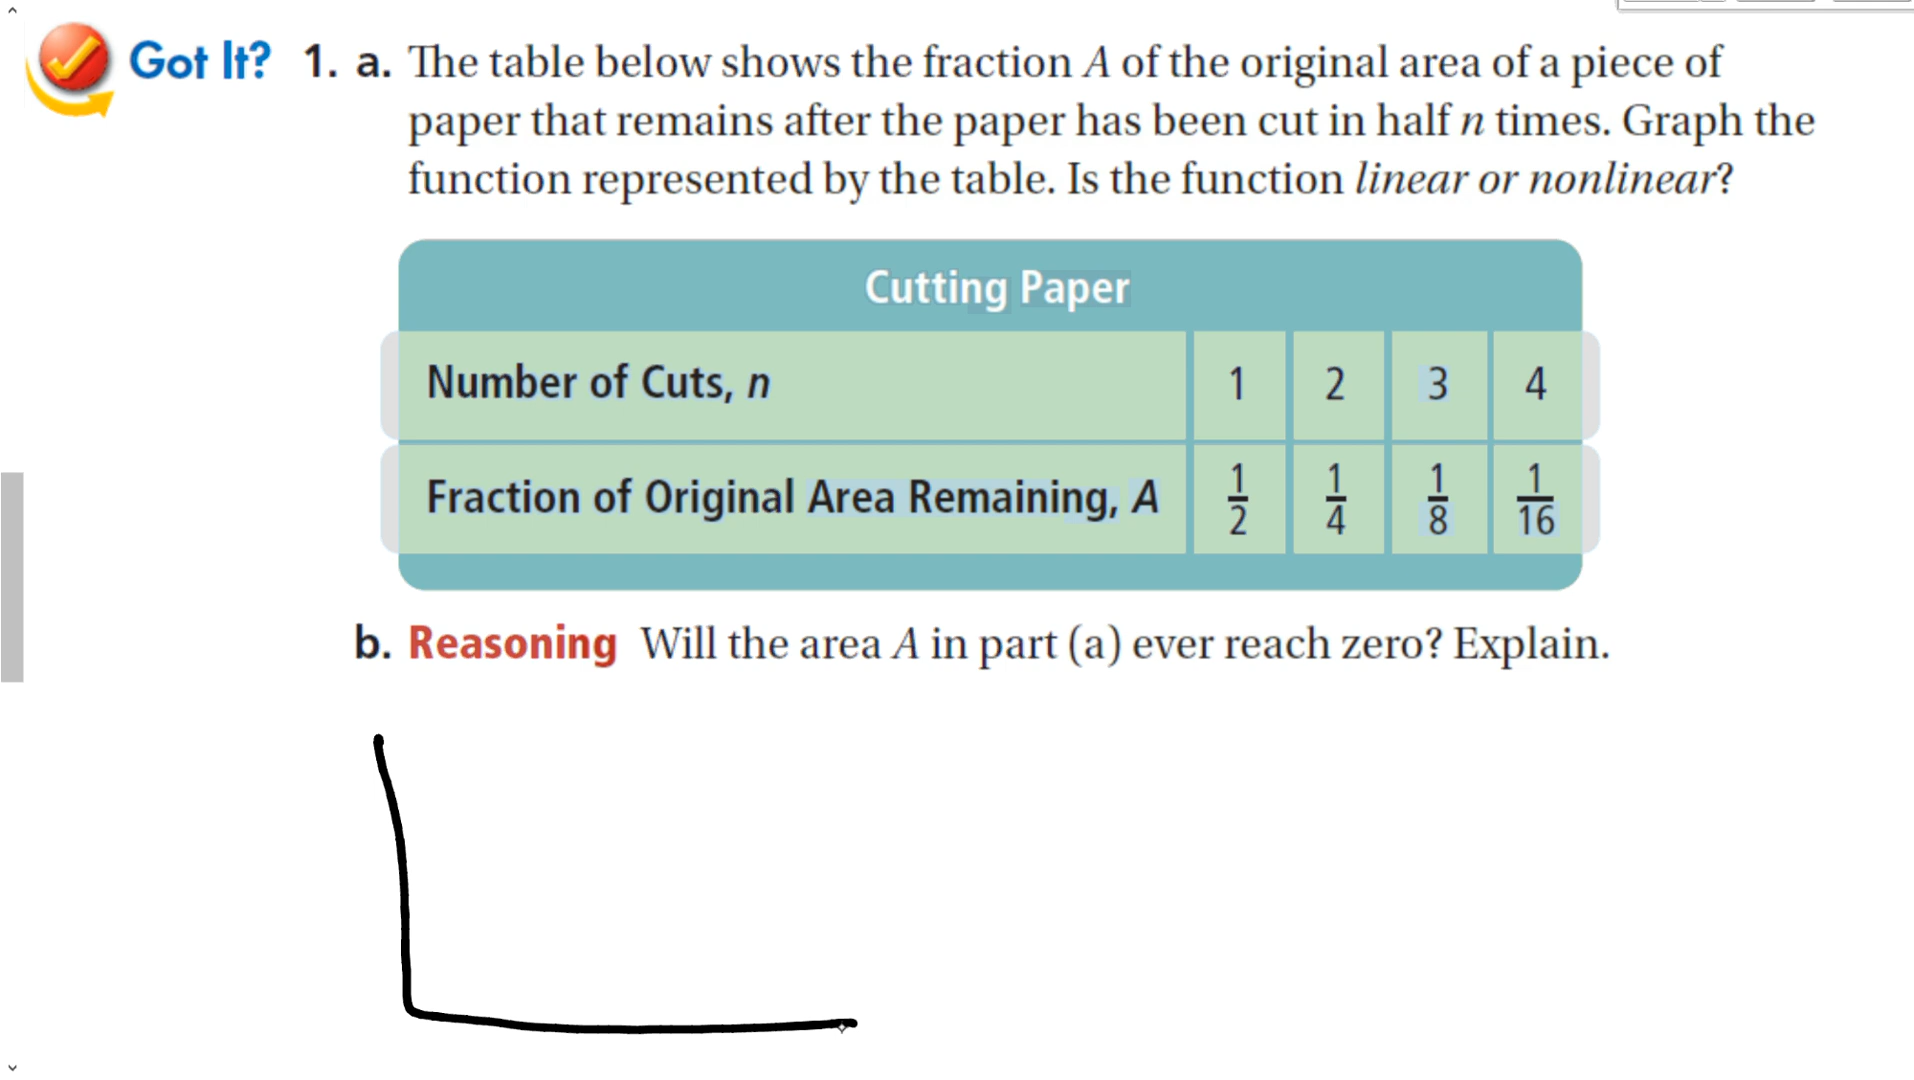 Got It? 1. a. The table below shows the fraction A of the original area of a piece of
paper that remains after the paper has been cut in half n times. Graph the
function represented by the table. Is the function linear or nonlinear?
Cutting Paper
Number of Cuts, n 1 2 3 4
Fraction of Original Area Remaining, A 1/2 1/4 1/8 1/16
b. Reasoning Will the area A in part (a) ever reach zero? Explain.